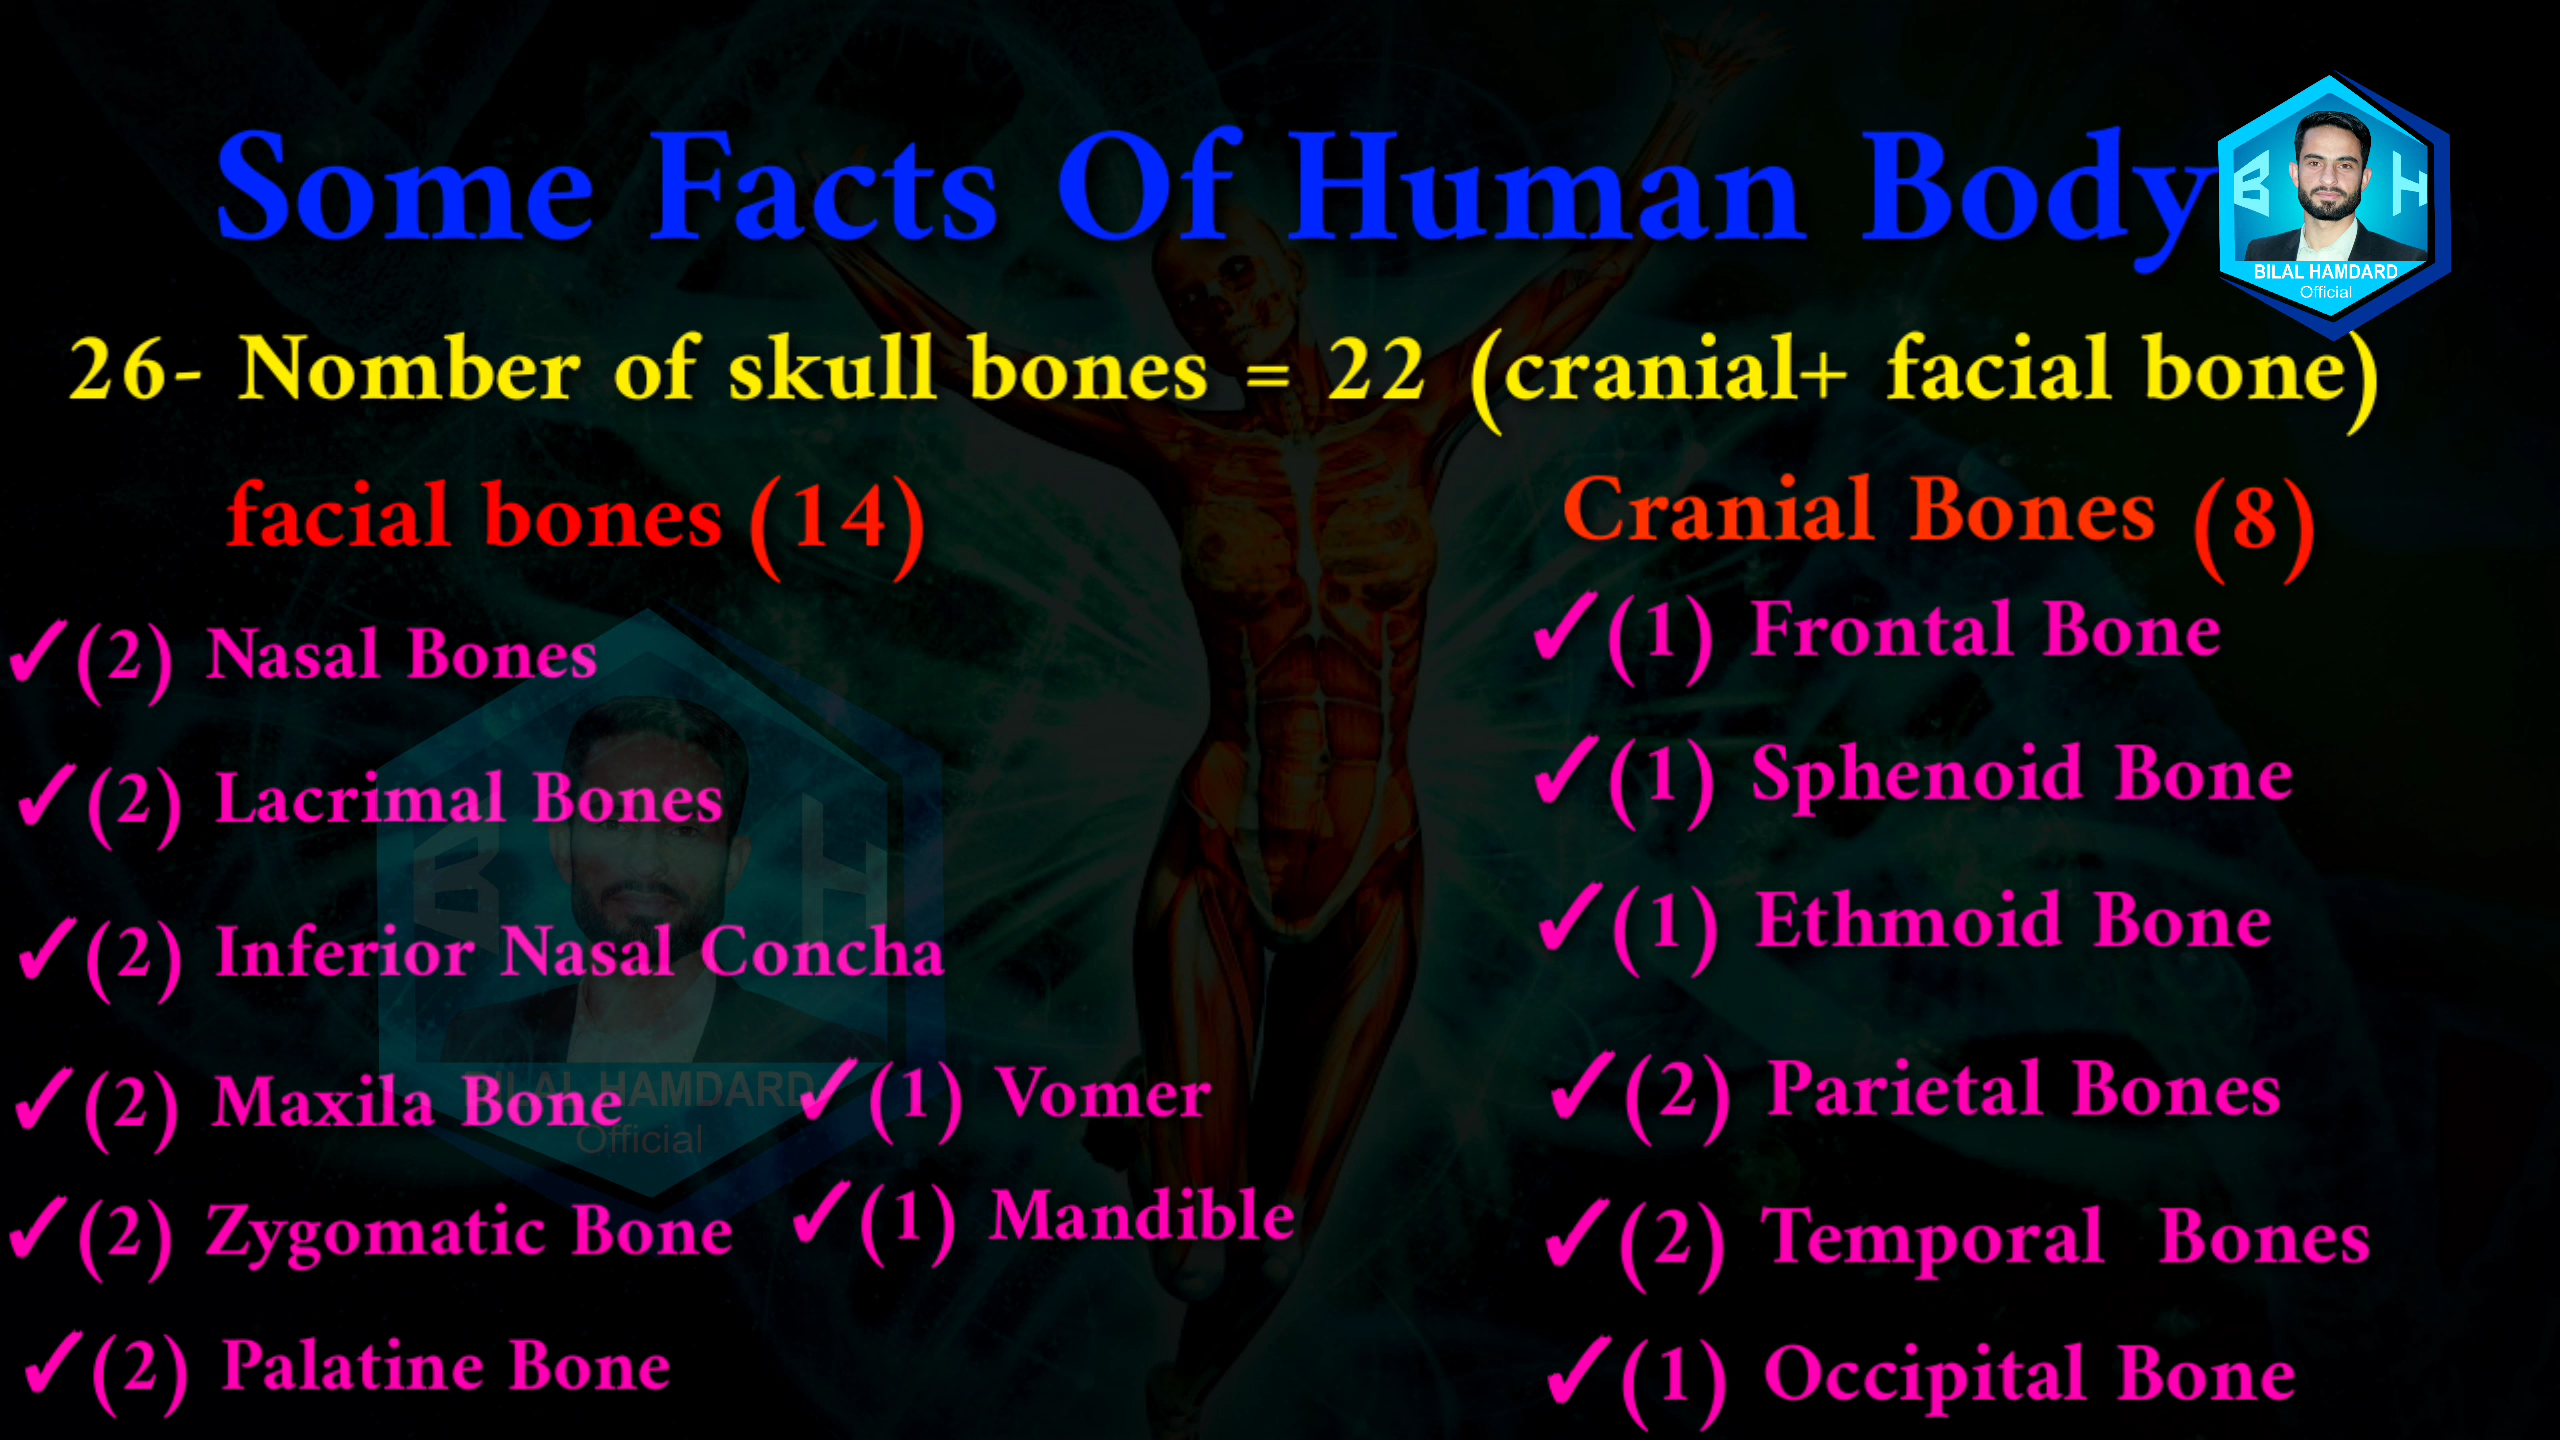 Some Facts Of Human Body
B H
BILAL HAMDARD
Official
26- Nomber of skull bones = 22 (cranial+ facial bone)
facial bones (14)
✓(2) Nasal Bones
✓(2) Lacrimal Bones
✓(2) Inferior Nasal Concha
✓(2) Maxila Bone
✓(2) Zygomatic Bone
✓(2) Palatine Bone
✓(1) Vomer
✓(1) Mandible
B H
BILAL HAMDARD
Official
Cranial Bones (8)
✓(1) Frontal Bone
✓(1) Sphenoid Bone
✓(1) Ethmoid Bone
✓(2) Parietal Bones
✓(2) Temporal Bones
✓(1) Occipital Bone